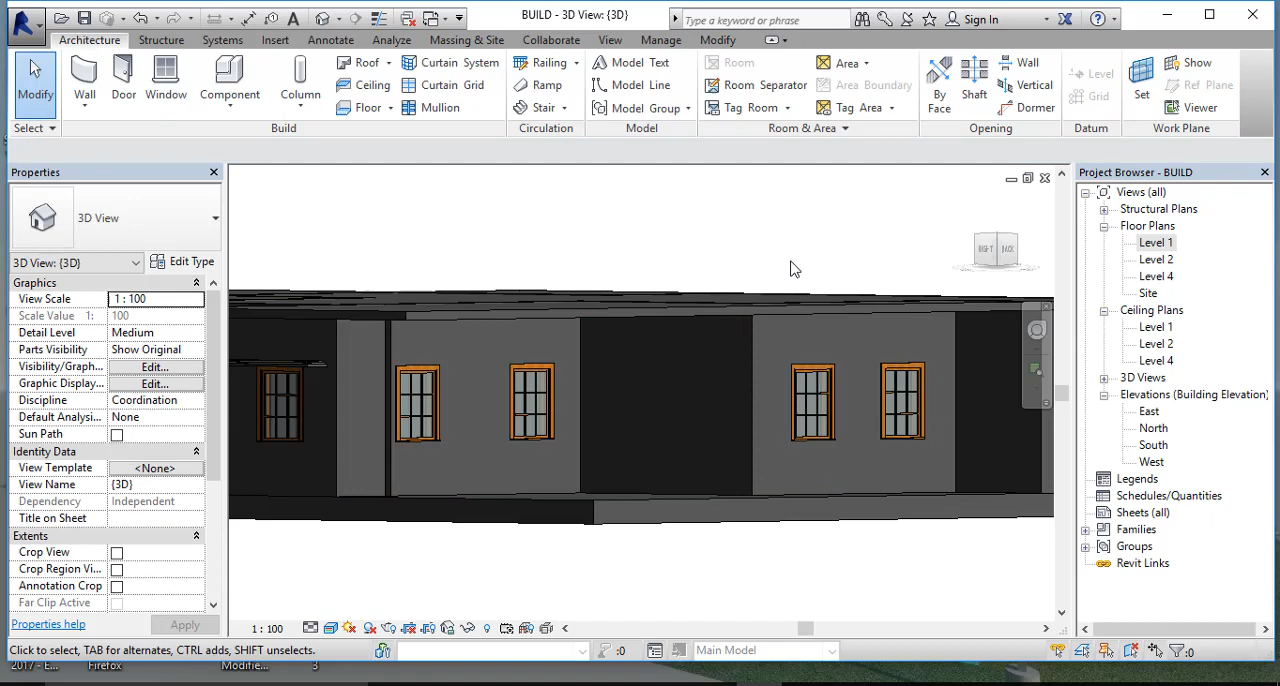 BUILD - 3D View: {3D}
Type a keyword or phrase
Sign In
Architecture Structure Systems Insert Annotate Analyze Massing & Site Collaborate View Manage Modify
Modify
Wall
Door
Window
Component
Column
Roof
Ceiling
Floor
Curtain System
Curtain Grid
Mullion
Railing
Ramp
Stair
Model Text
Model Line
Model Group
Room
Room Separator
Tag Room
Area
Area Boundary
Tag Area
By Face
Shaft
Wall
Vertical
Dormer
Level
Grid
Set
Show
Ref Plane
Viewer
Select Build Circulation Model Room & Area Opening Datum Work Plane
Properties
3D View
3D View: {3D} Edit Type
Graphics
View Scale 1 : 100
Scale Value 1: 100
Detail Level Medium
Parts Visibility Show Original
Visibility/Graph... Edit...
Graphic Display... Edit...
Discipline Coordination
Default Analysi... None
Sun Path
Identity Data
View Template <None>
View Name {3D}
Dependency Independent
Title on Sheet
Extents
Crop View
Crop Region Vi...
Annotation Crop
Far Clip Active
Properties help Apply
RIGHT BACK
1 : 100
Project Browser - BUILD
Views (all)
Structural Plans
Floor Plans
Level 1
Level 2
Level 4
Site
Ceiling Plans
Level 1
Level 2
Level 4
3D Views
Elevations (Building Elevation)
East
North
South
West
Legends
Schedules/Quantities
Sheets (all)
Families
Groups
Revit Links
Click to select, TAB for alternates, CTRL adds, SHIFT unselects.
:0
Main Model
:0
2017 - E... Firefox Modifie... 3